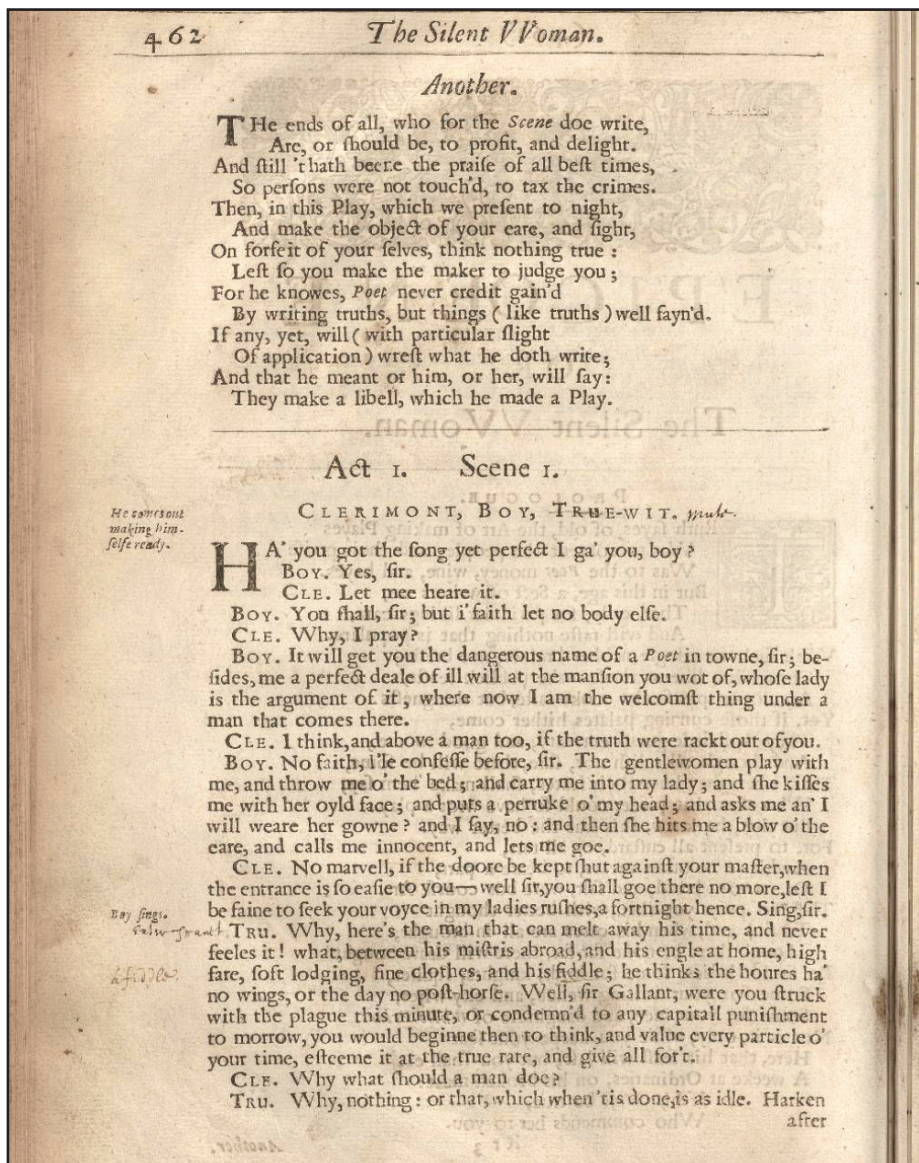 462 The Silent VVoman.
Another.
THe ends of all, who for the Scene doe write,
Are, or ſhould be, to profit, and delight.
And ſtill 'thath beene the praiſe of all beſt times,
So perſons were not touch'd, to tax the crimes.
Then, in this Play, which we preſent to night,
And make the object of your eare, and ſight,
On forfeit of your ſelves, think nothing true :
Leſt ſo you make the maker to judge you ;
For he knowes, Poet never credit gain'd
By writing truths, but things ( like truths ) well fayn'd.
If any, yet, will ( with particular ſlight
Of application ) wreſt what he doth write;
And that he meant or him, or her, will ſay:
They make a libell, which he made a Play.
Act 1. Scene 1.
CLERIMONT, BOY, TRUE-WIT. mute.
He comes out
making him-
ſelfe ready.
HA' you got the ſong yet perfect I ga' you, boy ?
BOY. Yes, ſir.
CLE. Let mee heare it.
BOY. You ſhall, ſir; but i' faith let no body elſe.
CLE. Why, I pray?
BOY. It will get you the dangerous name of a Poet in towne, ſir; be-
ſides, me a perfect deale of ill will at the manſion you wot of, whoſe lady
is the argument of it, where now I am the welcomſt thing under a
man that comes there.
CLE. I think, and above a man too, if the truth were rackt out of you.
BOY. No faith, I'le confeſſe before, ſir. The gentlewomen play with
me, and throw me o' the bed; and carry me into my lady; and ſhe kiſſes
me with her oyld face; and puts a perruke o' my head; and asks me an' I
will weare her gowne ? and I ſay, no : and then ſhe hits me a blow o' the
eare, and calls me innocent, and lets me goe.
CLE. No marvell, if the doore be kept ſhut againſt your maſter, when
the entrance is ſo eaſie to you—well ſir, you ſhall goe there no more, leſt I
be faine to ſeek your voyce in my ladies ruſhes, a fortnight hence. Sing, ſir.
Boy ſings.
TRU. Why, here's the man that can melt away his time, and never
feeles it ! what, between his miſtris abroad, and his engle at home, high
fare, ſoft lodging, fine clothes, and his fiddle; he thinks the houres ha'
a fiddle
no wings, or the day no poſt-horſe. Well, ſir Gallant, were you ſtruck
with the plague this minute, or condemn'd to any capitall puniſhment
to morrow, you would beginne then to think, and value every particle o'
your time, eſteeme it at the true rate, and give all for't.
CLE. Why what ſhould a man doe?
TRU. Why, nothing : or that, which when 'tis done, is as idle. Harken
after